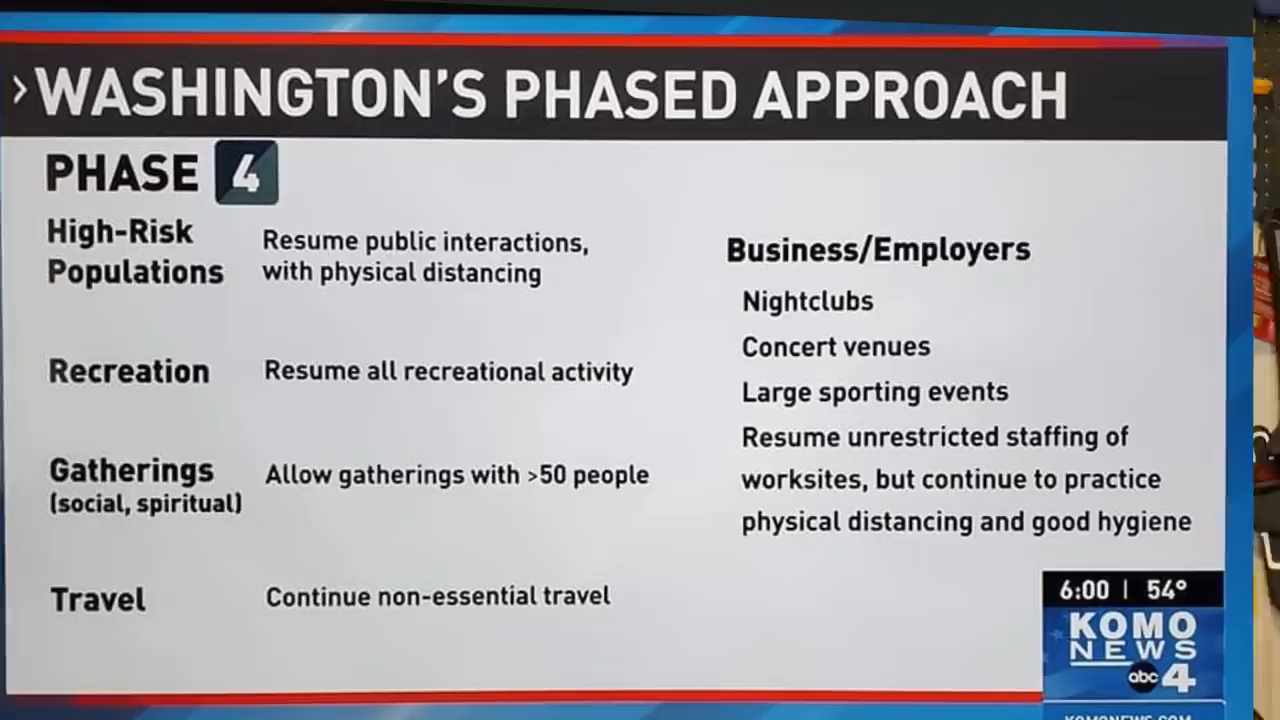 › WASHINGTON'S PHASED APPROACH
PHASE 4
High-Risk
Populations
Resume public interactions,
with physical distancing
Recreation
Resume all recreational activity
Gatherings
(social, spiritual)
Allow gatherings with >50 people
Travel
Continue non-essential travel
Business/Employers
Nightclubs
Concert venues
Large sporting events
Resume unrestricted staffing of
worksites, but continue to practice
physical distancing and good hygiene
6:00 | 54°
KOMO
NEWS
abc 4
KOMONEWS.COM